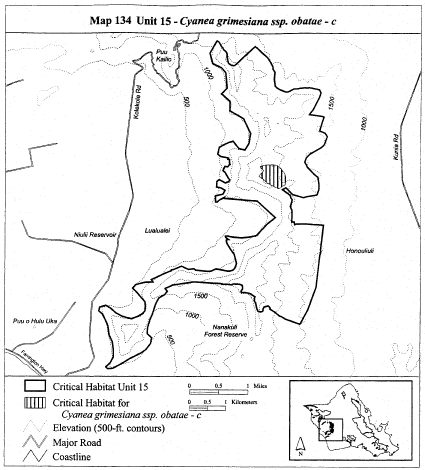 Map 134 Unit 15 - Cyanea grimesiana ssp. obatae - c
Puu
Kailio
1000
500
1500
1000
Kolekole Rd
Kunia Rd
Niulii Reservoir
Lualualei
Honouliuli
1500
1000
500
Puu o Hulu Uka
Nanakuli
Forest Reserve
Farrington Hwy
Critical Habitat Unit 15
Critical Habitat for
Cyanea grimesiana ssp. obatae - c
Elevation (500-ft. contours)
Major Road
Coastline
0 0.5 1 Miles
0 0.5 1 Kilometers
N